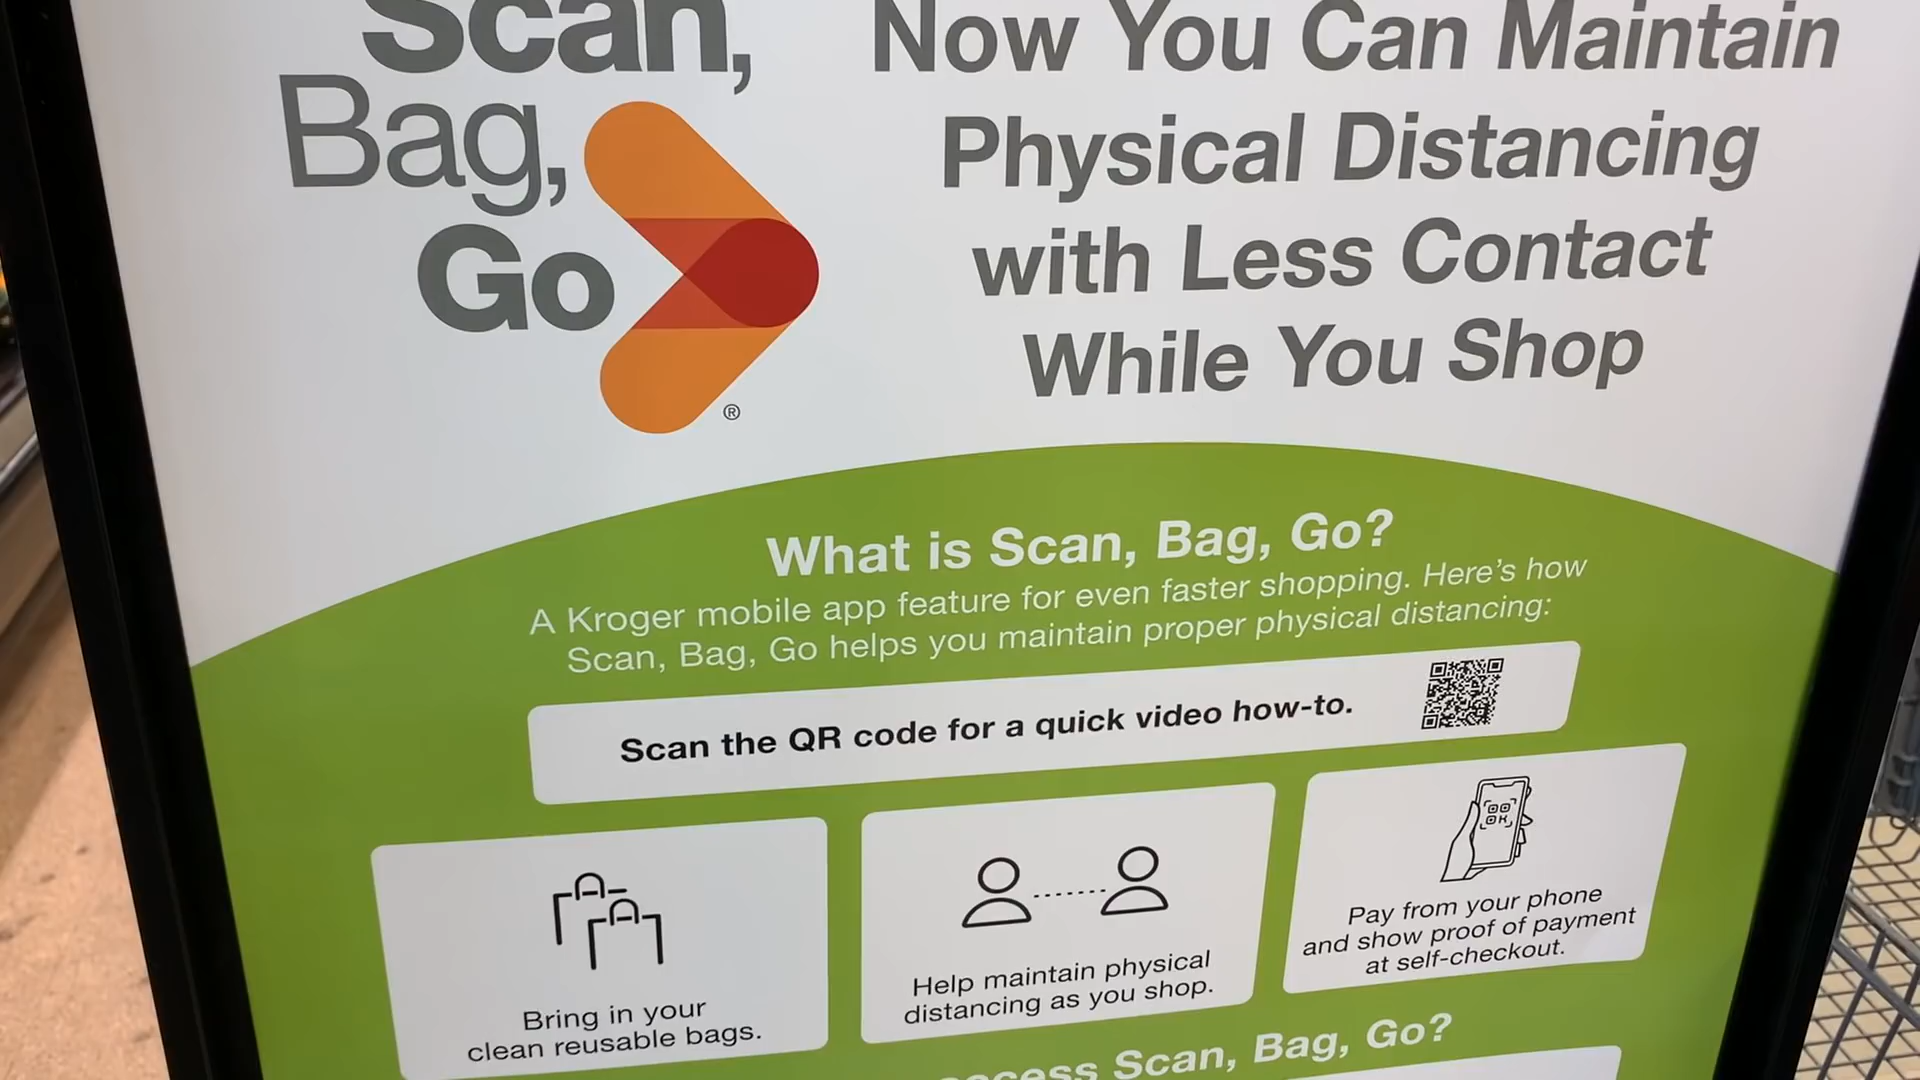 Scan,
Bag,
Go
®
Now You Can Maintain
Physical Distancing
with Less Contact
While You Shop
What is Scan, Bag, Go?
A Kroger mobile app feature for even faster shopping. Here's how
Scan, Bag, Go helps you maintain proper physical distancing:
Scan the QR code for a quick video how-to.
Bring in your
clean reusable bags.
Help maintain physical
distancing as you shop.
OK
Pay from your phone
and show proof of payment
at self-checkout.
Scan, Bag, Go?